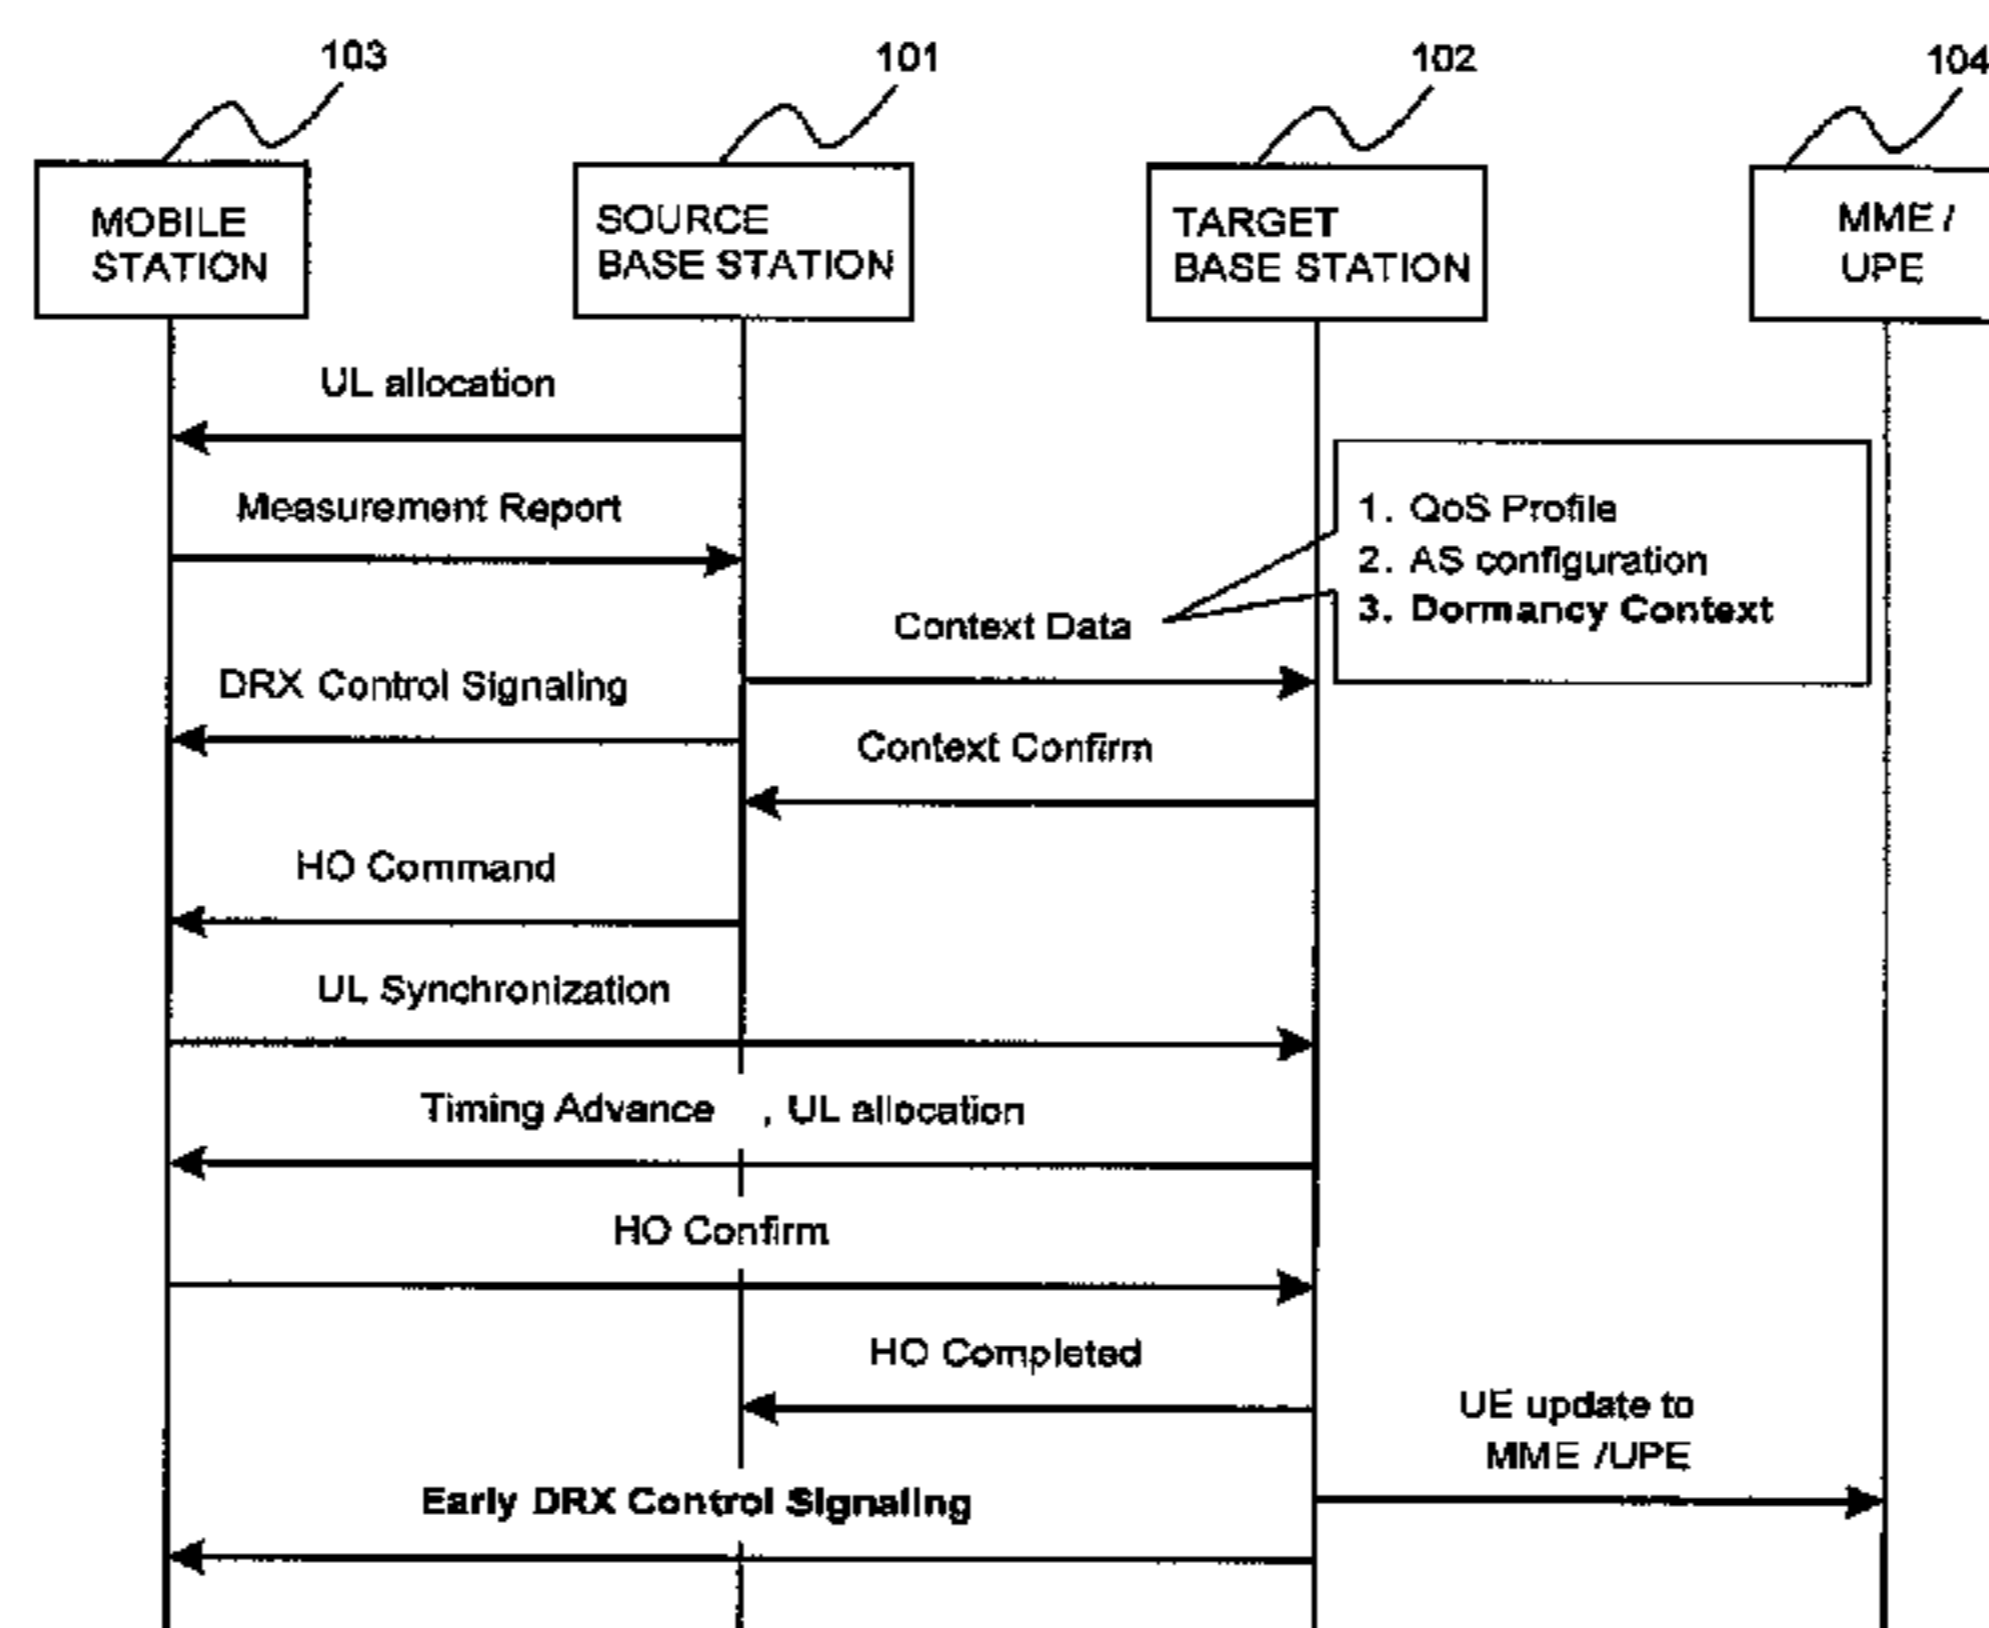 103
101
102
104
MOBILE
STATION
SOURCE
BASE STATION
TARGET
BASE STATION
MME /
UPE
UL allocation
Measurement Report
1. QoS Profile
2. AS configuration
3. Dormancy Context
Context Data
DRX Control Signaling
Context Confirm
HO Command
UL Synchronization
Timing Advance , UL allocation
HO Confirm
HO Completed
UE update to
MME /UPE
Early DRX Control Signaling